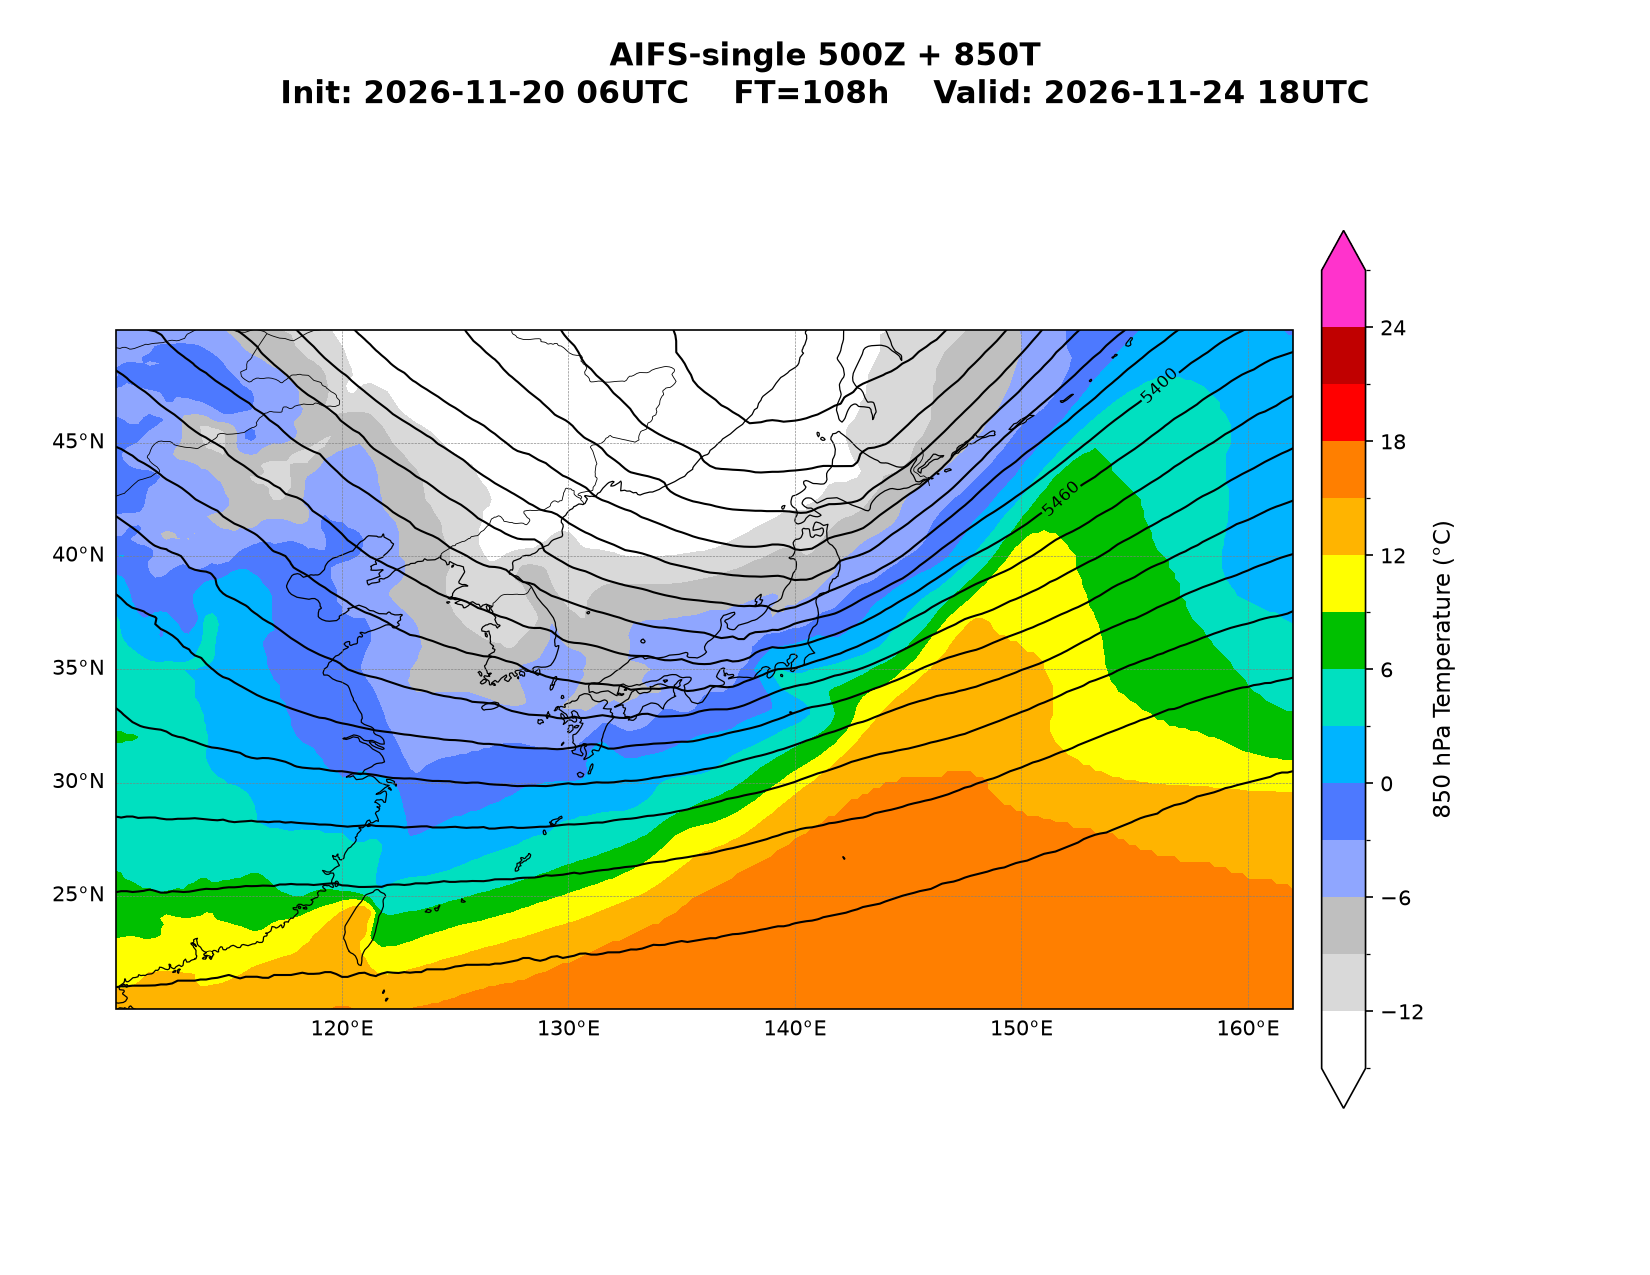 AIFS-single 500Z + 850T
Init: 2026-11-20 06UTC    FT=108h    Valid: 2026-11-24 18UTC
5400
5460
45°N
40°N
35°N
30°N
25°N
120°E
130°E
140°E
150°E
160°E
24
18
12
6
0
−6
−12
850 hPa Temperature (°C)